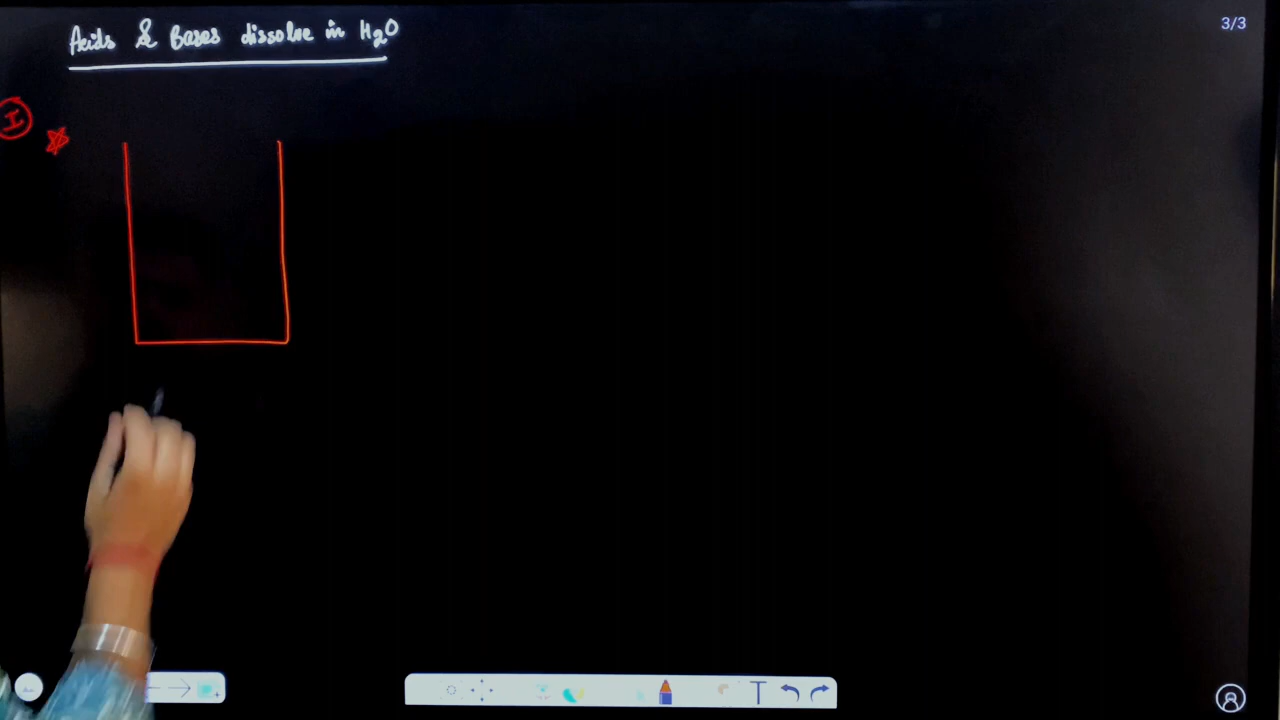 Acids & Bases dissolve in H₂O
3/3
I
T